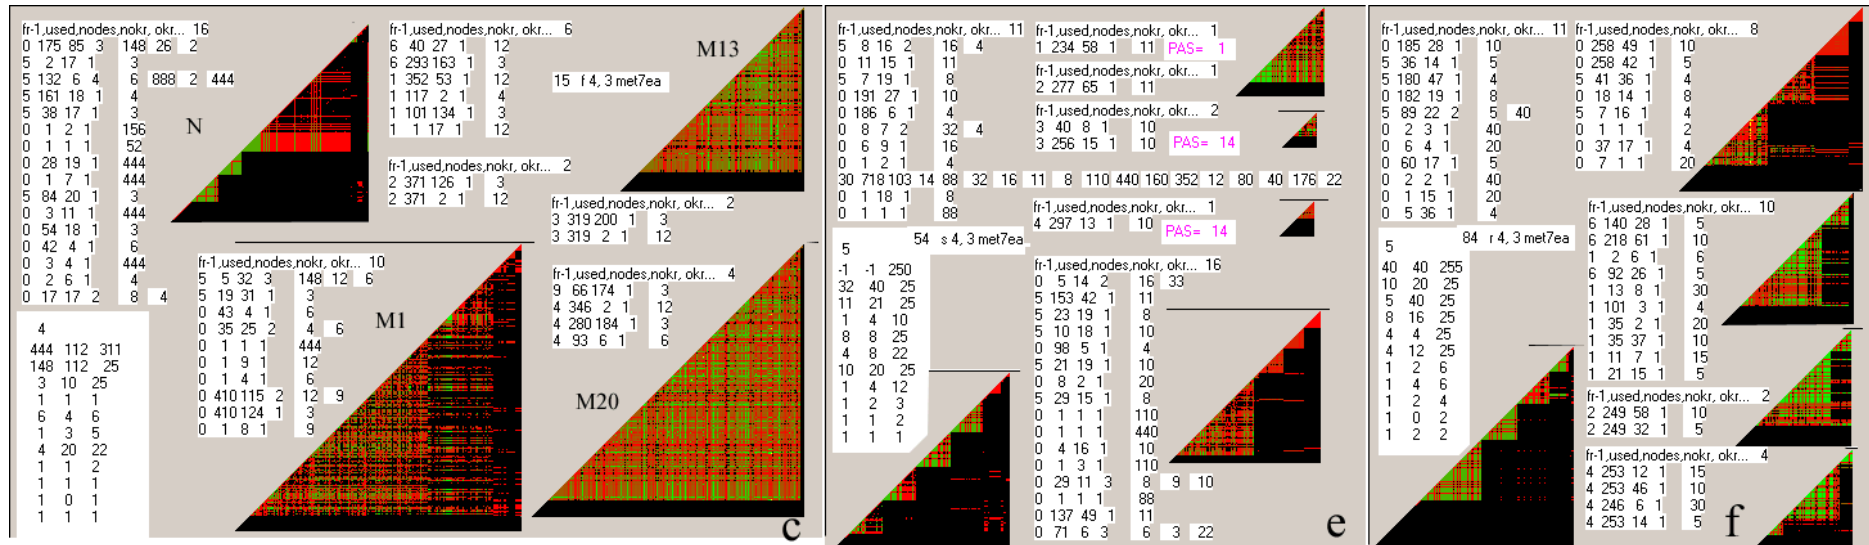 fr-1,used,nodes,nokr, okr... 16
0 175 85 3 148 26 2
5 2 17 1 3
5 132 6 4 6 888 2 444
5 161 18 1 4
5 38 17 1 3
0 1 2 1 156
0 1 1 1 52
0 28 19 1 444
0 1 7 1 444
5 84 20 1 3
0 3 11 1 444
0 54 18 1 3
0 42 4 1 6
0 3 4 1 444
0 2 6 1 4
0 17 17 2 8 4
N
4
444 112 311
148 112 25
3 10 25
1 1 1
6 4 6
1 3 5
4 20 22
1 1 2
1 1 1
1 0 1
1 1 1
fr-1,used,nodes,nokr, okr... 10
5 5 32 3 148 12 6
5 19 31 1 3
0 43 4 1 6
0 35 25 2 4 6
0 1 1 1 444
0 1 9 1 12
0 1 4 1 6
0 410 115 2 12 9
0 410 124 1 3
0 1 8 1 9
M1
fr-1,used,nodes,nokr, okr... 6
6 40 27 1 12
6 293 163 1 3
1 352 53 1 12
1 117 2 1 4
1 101 134 1 3
1 1 17 1 12
15 f 4, 3 met7ea
M13
fr-1,used,nodes,nokr, okr... 2
2 371 126 1 3
2 371 2 1 12
fr-1,used,nodes,nokr, okr... 2
3 319 200 1 3
3 319 2 1 12
fr-1,used,nodes,nokr, okr... 4
9 66 174 1 3
4 346 2 1 12
4 280 184 1 3
4 93 6 1 6
M20
c
fr-1,used,nodes,nokr, okr... 11
5 8 16 2 16 4
0 11 15 1 11
5 7 19 1 8
0 191 27 1 10
0 186 6 1 4
0 8 7 2 32 4
0 6 9 1 16
0 1 2 1 4
30 718 103 14 88 32 16 11 8 110 440 160 352 12 80 40 176 22
0 1 18 1 8
0 1 1 1 88
54 s 4, 3 met7ea
5
-1 -1 250
32 40 25
11 21 25
1 4 10
8 8 25
4 8 22
10 20 25
1 4 12
1 2 3
1 1 2
1 1 1
fr-1,used,nodes,nokr, okr... 1
1 234 58 1 11 PAS= 1
fr-1,used,nodes,nokr, okr... 1
2 277 65 1 11
fr-1,used,nodes,nokr, okr... 2
3 40 8 1 10
3 256 15 1 10 PAS= 14
fr-1,used,nodes,nokr, okr... 1
4 297 13 1 10 PAS= 14
fr-1,used,nodes,nokr, okr... 16
0 5 14 2 16 33
5 153 42 1 11
5 23 19 1 8
5 10 18 1 10
0 98 5 1 4
5 21 19 1 10
0 8 2 1 20
5 29 15 1 8
0 1 1 1 110
0 1 1 1 440
0 4 16 1 10
0 1 3 1 110
0 29 11 3 8 9 10
0 1 1 1 88
0 137 49 1 11
0 71 6 3 6 3 22
e
fr-1,used,nodes,nokr, okr... 11
0 185 28 1 10
5 36 14 1 5
5 180 47 1 4
0 182 19 1 8
5 89 22 2 5 40
0 2 3 1 40
0 6 4 1 20
0 60 17 1 5
0 2 2 1 40
0 1 15 1 20
0 5 36 1 4
84 r 4, 3 met7ea
5
40 40 255
10 20 25
5 40 25
8 16 25
4 4 25
4 12 25
1 2 6
1 4 6
1 2 4
1 0 2
1 2 2
fr-1,used,nodes,nokr, okr... 8
0 258 49 1 10
0 258 42 1 5
5 41 36 1 4
0 18 14 1 8
5 7 16 1 4
0 1 1 1 2
0 37 17 1 4
0 7 1 1 20
fr-1,used,nodes,nokr, okr... 10
6 140 28 1 5
6 218 61 1 10
1 2 6 1 6
6 92 26 1 5
1 13 8 1 30
1 101 3 1 4
1 35 2 1 20
1 35 37 1 10
1 11 7 1 15
1 21 15 1 5
fr-1,used,nodes,nokr, okr... 2
2 249 58 1 10
2 249 32 1 5
fr-1,used,nodes,nokr, okr... 4
4 253 12 1 15
4 253 46 1 10
4 246 6 1 30
4 253 14 1 5
f